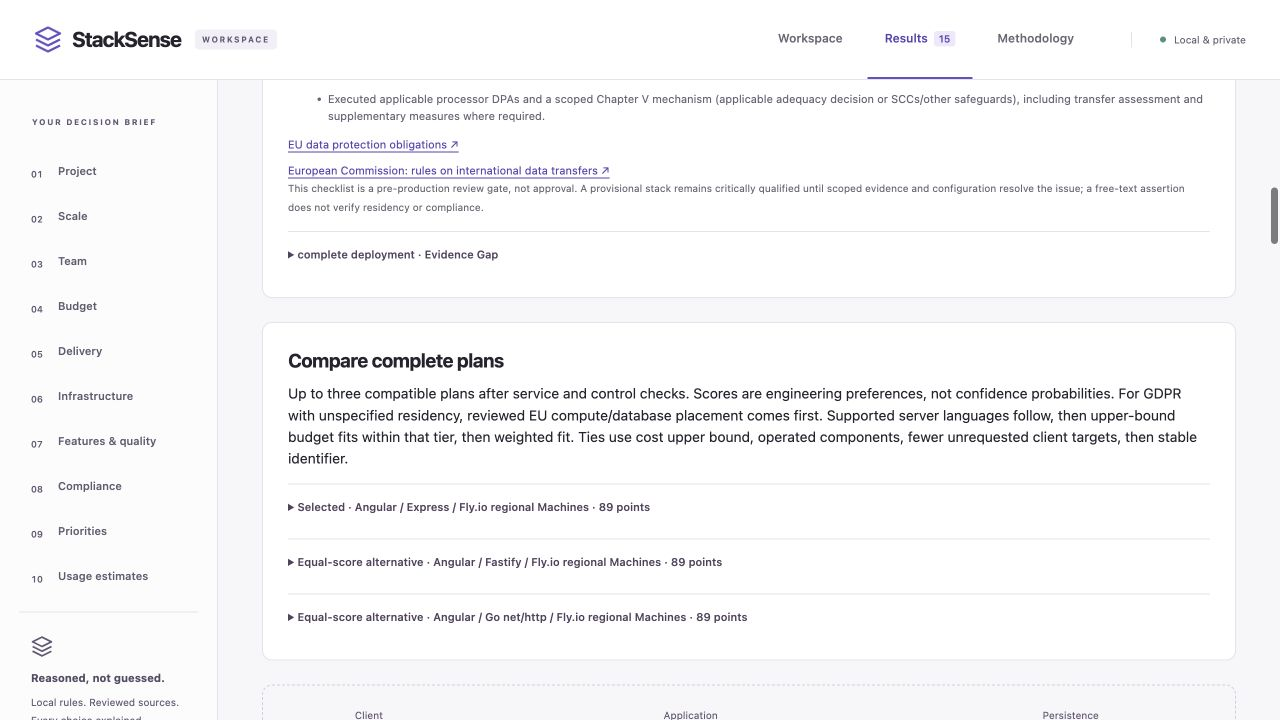 StackSense
WORKSPACE
Workspace
Results 15
Methodology
Local & private
YOUR DECISION BRIEF
01 Project
02 Scale
03 Team
04 Budget
05 Delivery
06 Infrastructure
07 Features & quality
08 Compliance
09 Priorities
10 Usage estimates
Reasoned, not guessed.
Local rules. Reviewed sources.
Every choice explained.
• Executed applicable processor DPAs and a scoped Chapter V mechanism (applicable adequacy decision or SCCs/other safeguards), including transfer assessment and
supplementary measures where required.
EU data protection obligations ↗
European Commission: rules on international data transfers ↗
This checklist is a pre-production review gate, not approval. A provisional stack remains critically qualified until scoped evidence and configuration resolve the issue; a free-text assertion
does not verify residency or compliance.
▶ complete deployment · Evidence Gap
Compare complete plans
Up to three compatible plans after service and control checks. Scores are engineering preferences, not confidence probabilities. For GDPR
with unspecified residency, reviewed EU compute/database placement comes first. Supported server languages follow, then upper-bound
budget fits within that tier, then weighted fit. Ties use cost upper bound, operated components, fewer unrequested client targets, then stable
identifier.
▶ Selected · Angular / Express / Fly.io regional Machines · 89 points
▶ Equal-score alternative · Angular / Fastify / Fly.io regional Machines · 89 points
▶ Equal-score alternative · Angular / Go net/http / Fly.io regional Machines · 89 points
Client
Application
Persistence